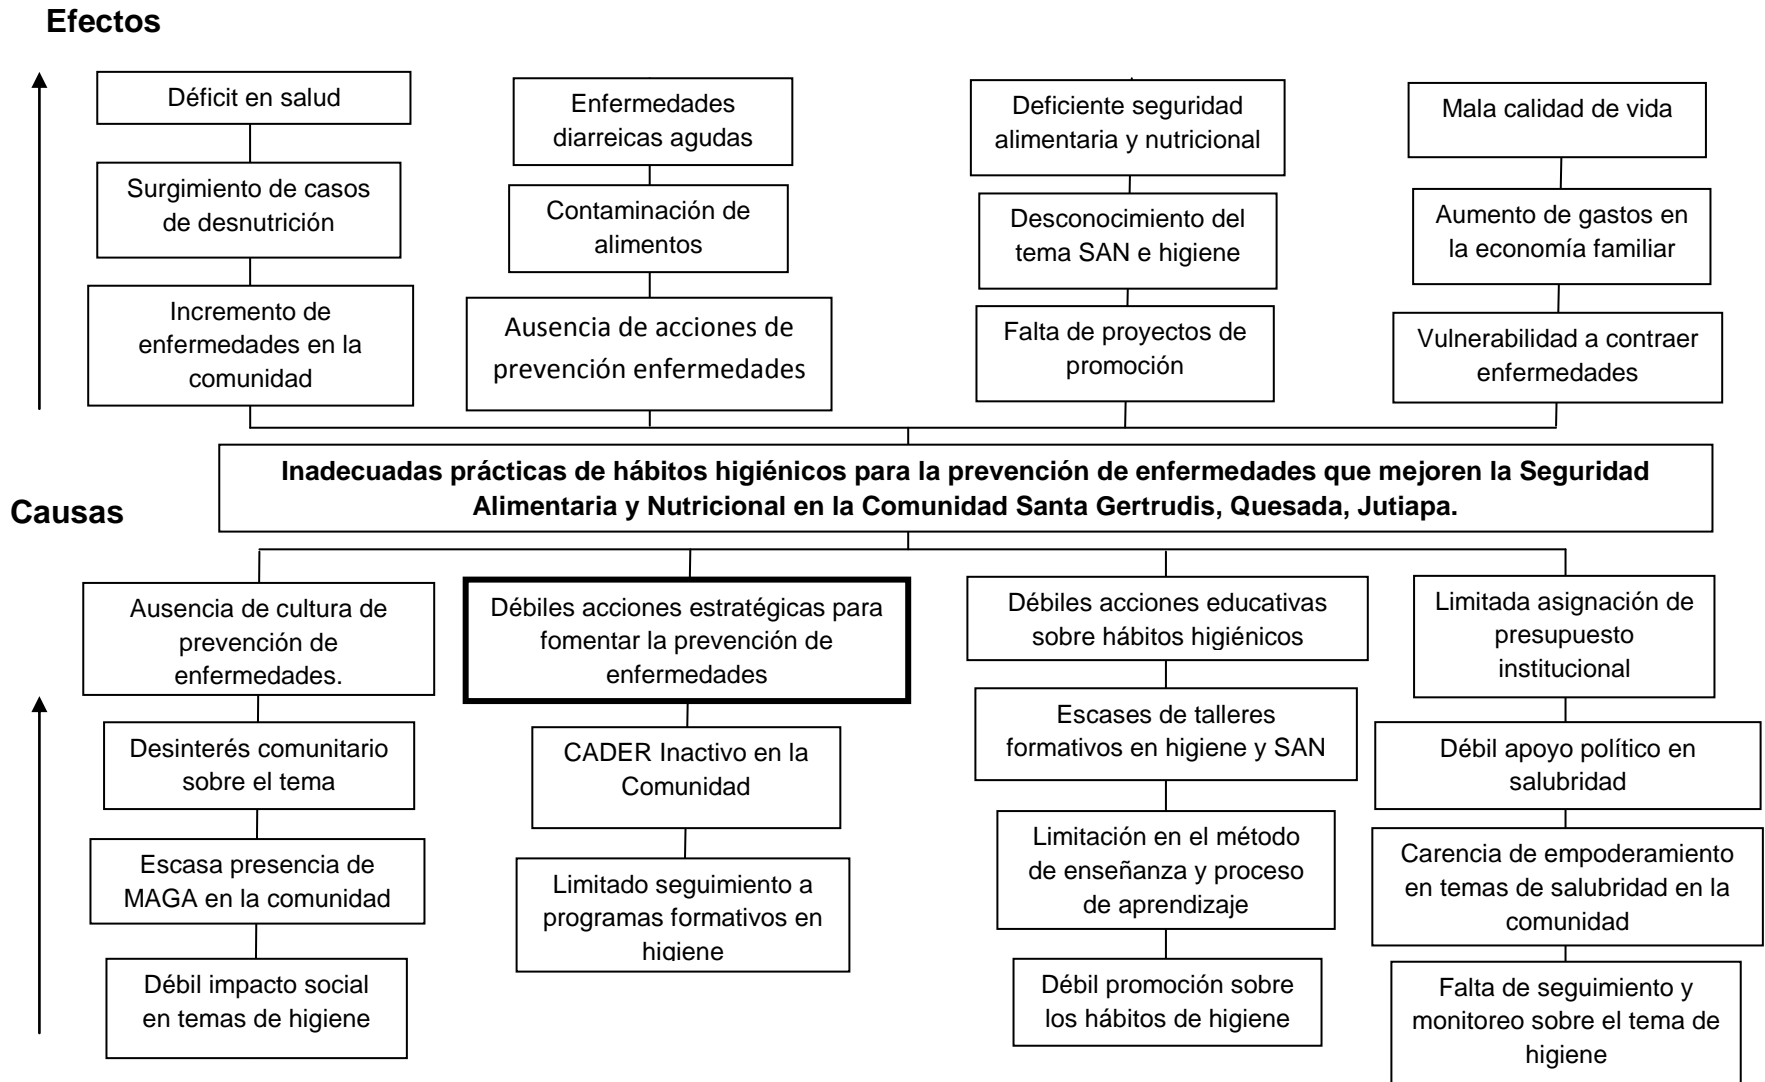 Efectos
Déficit en salud
Surgimiento de casos
de desnutrición
Incremento de
enfermedades en la
comunidad
Enfermedades
diarreicas agudas
Contaminación de
alimentos
Ausencia de acciones de
prevención enfermedades
Deficiente seguridad
alimentaria y nutricional
Desconocimiento del
tema SAN e higiene
Falta de proyectos de
promoción
Mala calidad de vida
Aumento de gastos en
la economía familiar
Vulnerabilidad a contraer
enfermedades
Inadecuadas prácticas de hábitos higiénicos para la prevención de enfermedades que mejoren la Seguridad
Alimentaria y Nutricional en la Comunidad Santa Gertrudis, Quesada, Jutiapa.
Causas
Ausencia de cultura de
prevención de
enfermedades.
Desinterés comunitario
sobre el tema
Escasa presencia de
MAGA en la comunidad
Débil impacto social
en temas de higiene
Débiles acciones estratégicas para
fomentar la prevención de
enfermedades
CADER Inactivo en la
Comunidad
Limitado seguimiento a
programas formativos en
higiene
Débiles acciones educativas
sobre hábitos higiénicos
Escases de talleres
formativos en higiene y SAN
Limitación en el método
de enseñanza y proceso
de aprendizaje
Débil promoción sobre
los hábitos de higiene
Limitada asignación de
presupuesto
institucional
Débil apoyo político en
salubridad
Carencia de empoderamiento
en temas de salubridad en la
comunidad
Falta de seguimiento y
monitoreo sobre el tema de
higiene